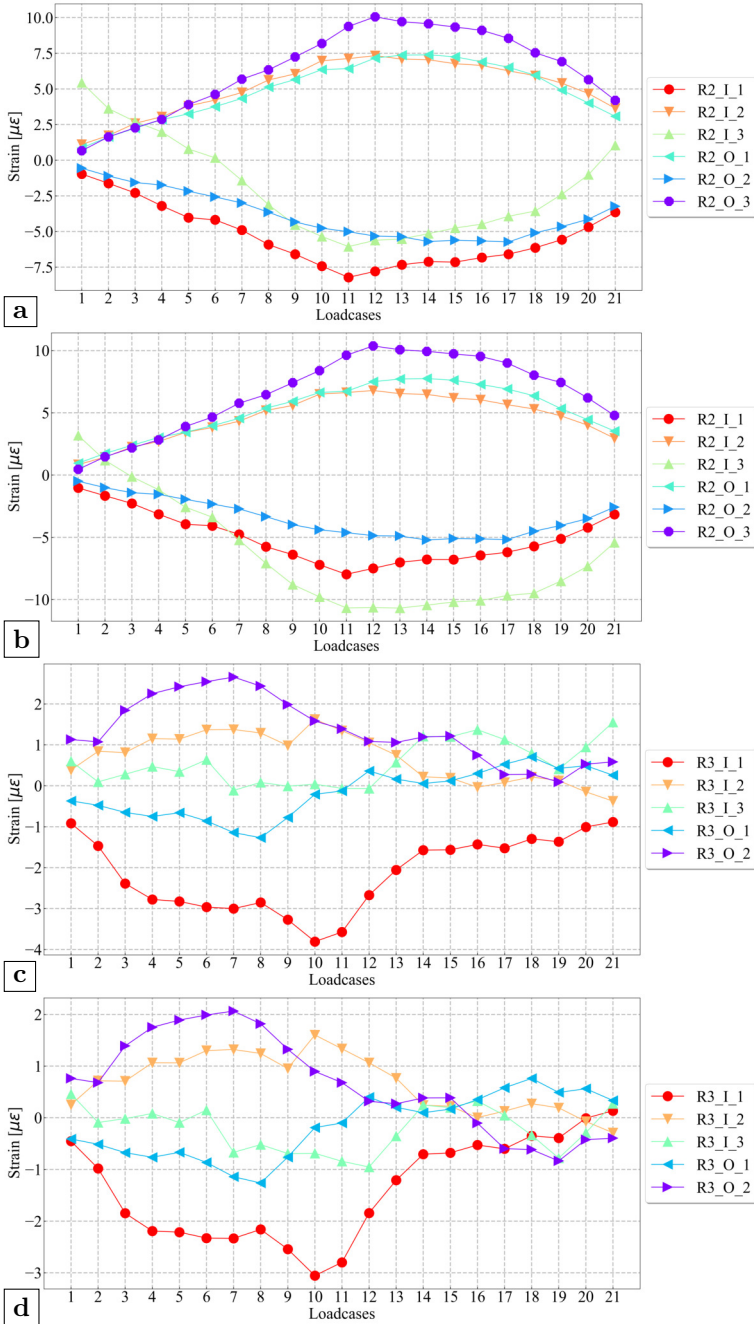 10.0
7.5
5.0
2.5
0.0
−2.5
−5.0
−7.5
Strain [με]
1 2 3 4 5 6 7 8 9 10 11 12 13 14 15 16 17 18 19 20 21
Loadcases
R2_I_1
R2_I_2
R2_I_3
R2_O_1
R2_O_2
R2_O_3
a
10
5
0
−5
−10
Strain [με]
1 2 3 4 5 6 7 8 9 10 11 12 13 14 15 16 17 18 19 20 21
Loadcases
R2_I_1
R2_I_2
R2_I_3
R2_O_1
R2_O_2
R2_O_3
b
2
1
0
−1
−2
−3
−4
Strain [με]
1 2 3 4 5 6 7 8 9 10 11 12 13 14 15 16 17 18 19 20 21
Loadcases
R3_I_1
R3_I_2
R3_I_3
R3_O_1
R3_O_2
c
2
1
0
−1
−2
−3
Strain [με]
1 2 3 4 5 6 7 8 9 10 11 12 13 14 15 16 17 18 19 20 21
Loadcases
R3_I_1
R3_I_2
R3_I_3
R3_O_1
R3_O_2
d